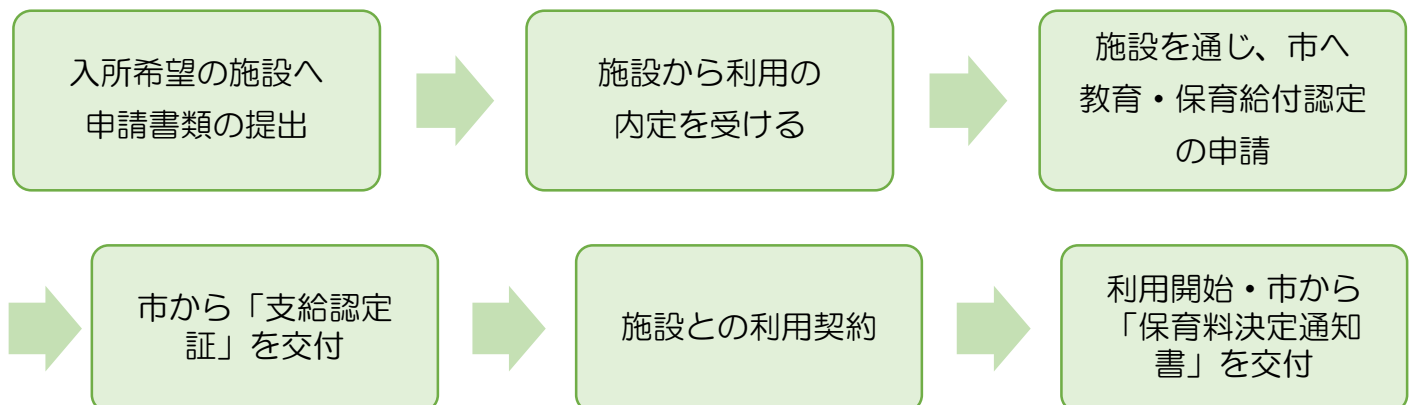 入所希望の施設へ
申請書類の提出
施設から利用の
内定を受ける
施設を通じ、市へ
教育・保育給付認定
の申請
市から「支給認定
証」を交付
施設との利用契約
利用開始・市から
「保育料決定通知
書」を交付